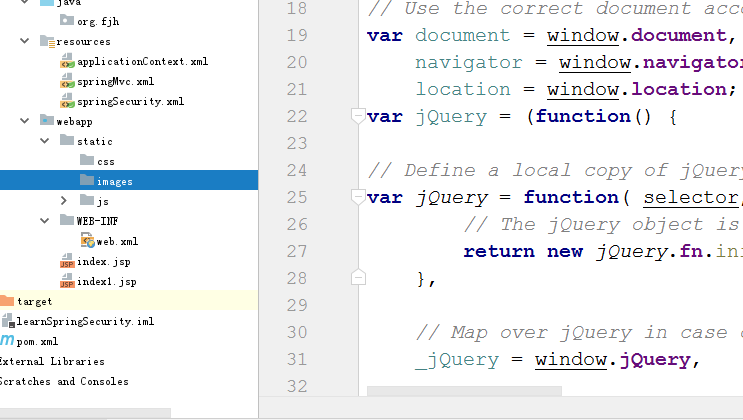 java
org.fjh
resources
applicationContext.xml
springMvc.xml
springSecurity.xml
webapp
static
css
images
js
WEB-INF
web.xml
index.jsp
index1.jsp
target
learnSpringSecurity.iml
pom.xml
External Libraries
Scratches and Consoles
18 // Use the correct document acc
19 var document = window.document,
20 navigator = window.navigator
21 location = window.location;
22 var jQuery = (function() {
23
24 // Define a local copy of jQuery
25 var jQuery = function( selector,
26 // The jQuery object is
27 return new jQuery.fn.ini
28 },
29
30 // Map over jQuery in case o
31 _jQuery = window.jQuery,
32